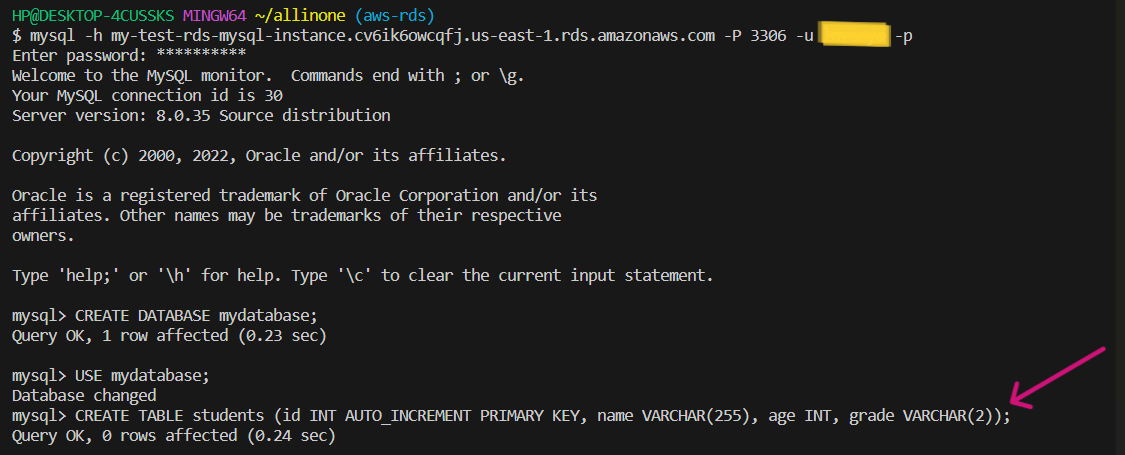 HP@DESKTOP-4CUSSKS MINGW64 ~/allinone (aws-rds)
$ mysql -h my-test-rds-mysql-instance.cv6ik6owcqfj.us-east-1.rds.amazonaws.com -P 3306 -u -p
Enter password: **********
Welcome to the MySQL monitor.  Commands end with ; or \g.
Your MySQL connection id is 30
Server version: 8.0.35 Source distribution
Copyright (c) 2000, 2022, Oracle and/or its affiliates.
Oracle is a registered trademark of Oracle Corporation and/or its
affiliates. Other names may be trademarks of their respective
owners.
Type 'help;' or '\h' for help. Type '\c' to clear the current input statement.
mysql> CREATE DATABASE mydatabase;
Query OK, 1 row affected (0.23 sec)
mysql> USE mydatabase;
Database changed
mysql> CREATE TABLE students (id INT AUTO_INCREMENT PRIMARY KEY, name VARCHAR(255), age INT, grade VARCHAR(2));
Query OK, 0 rows affected (0.24 sec)